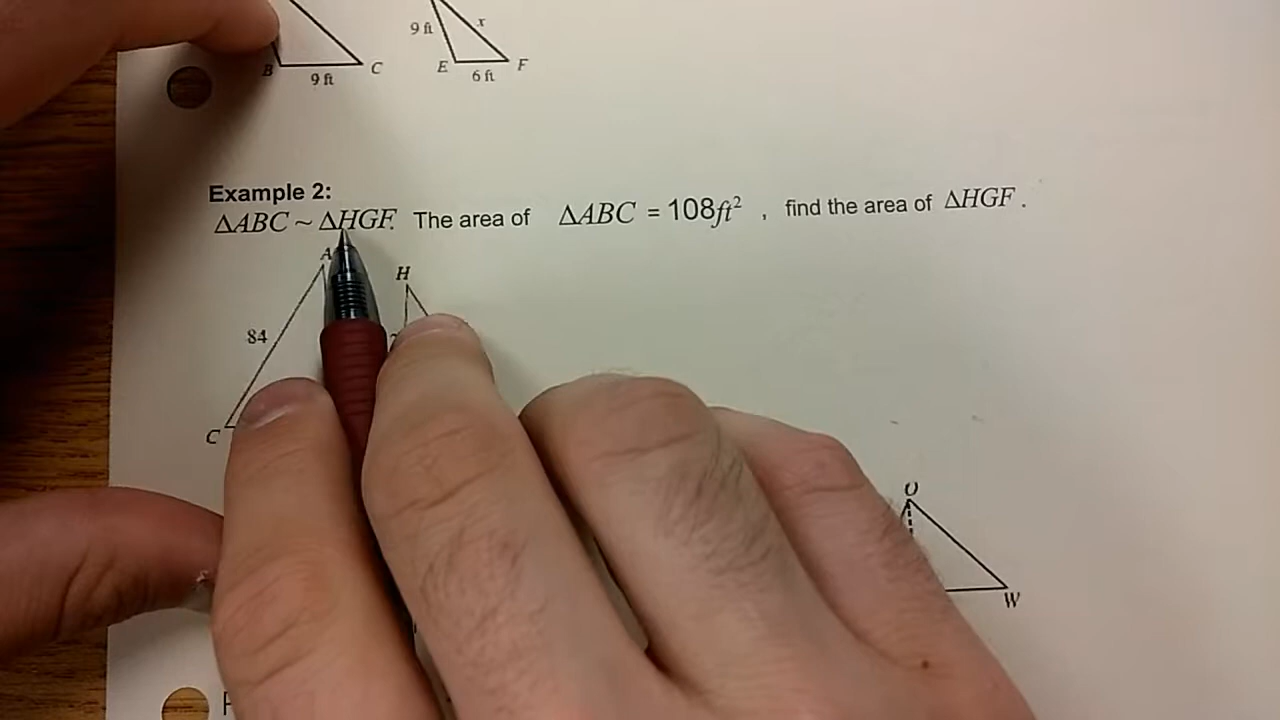 9 ft x
B 9 ft C E 6 ft F
Example 2:
ΔABC ~ ΔHGF. The area of ΔABC = 108ft² , find the area of ΔHGF .
A
H
84
C
O
W